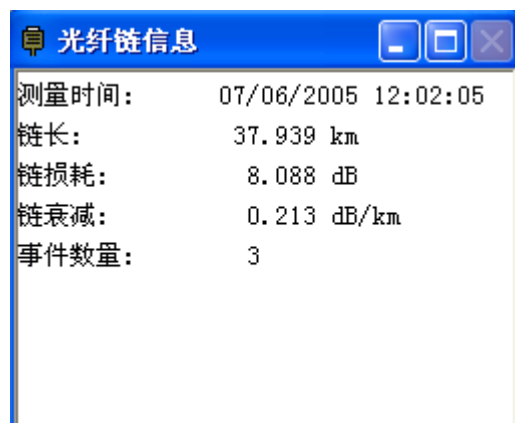 光纤链信息
测量时间: 07/06/2005 12:02:05
链长: 37.939 km
链损耗: 8.088 dB
链衰减: 0.213 dB/km
事件数量: 3